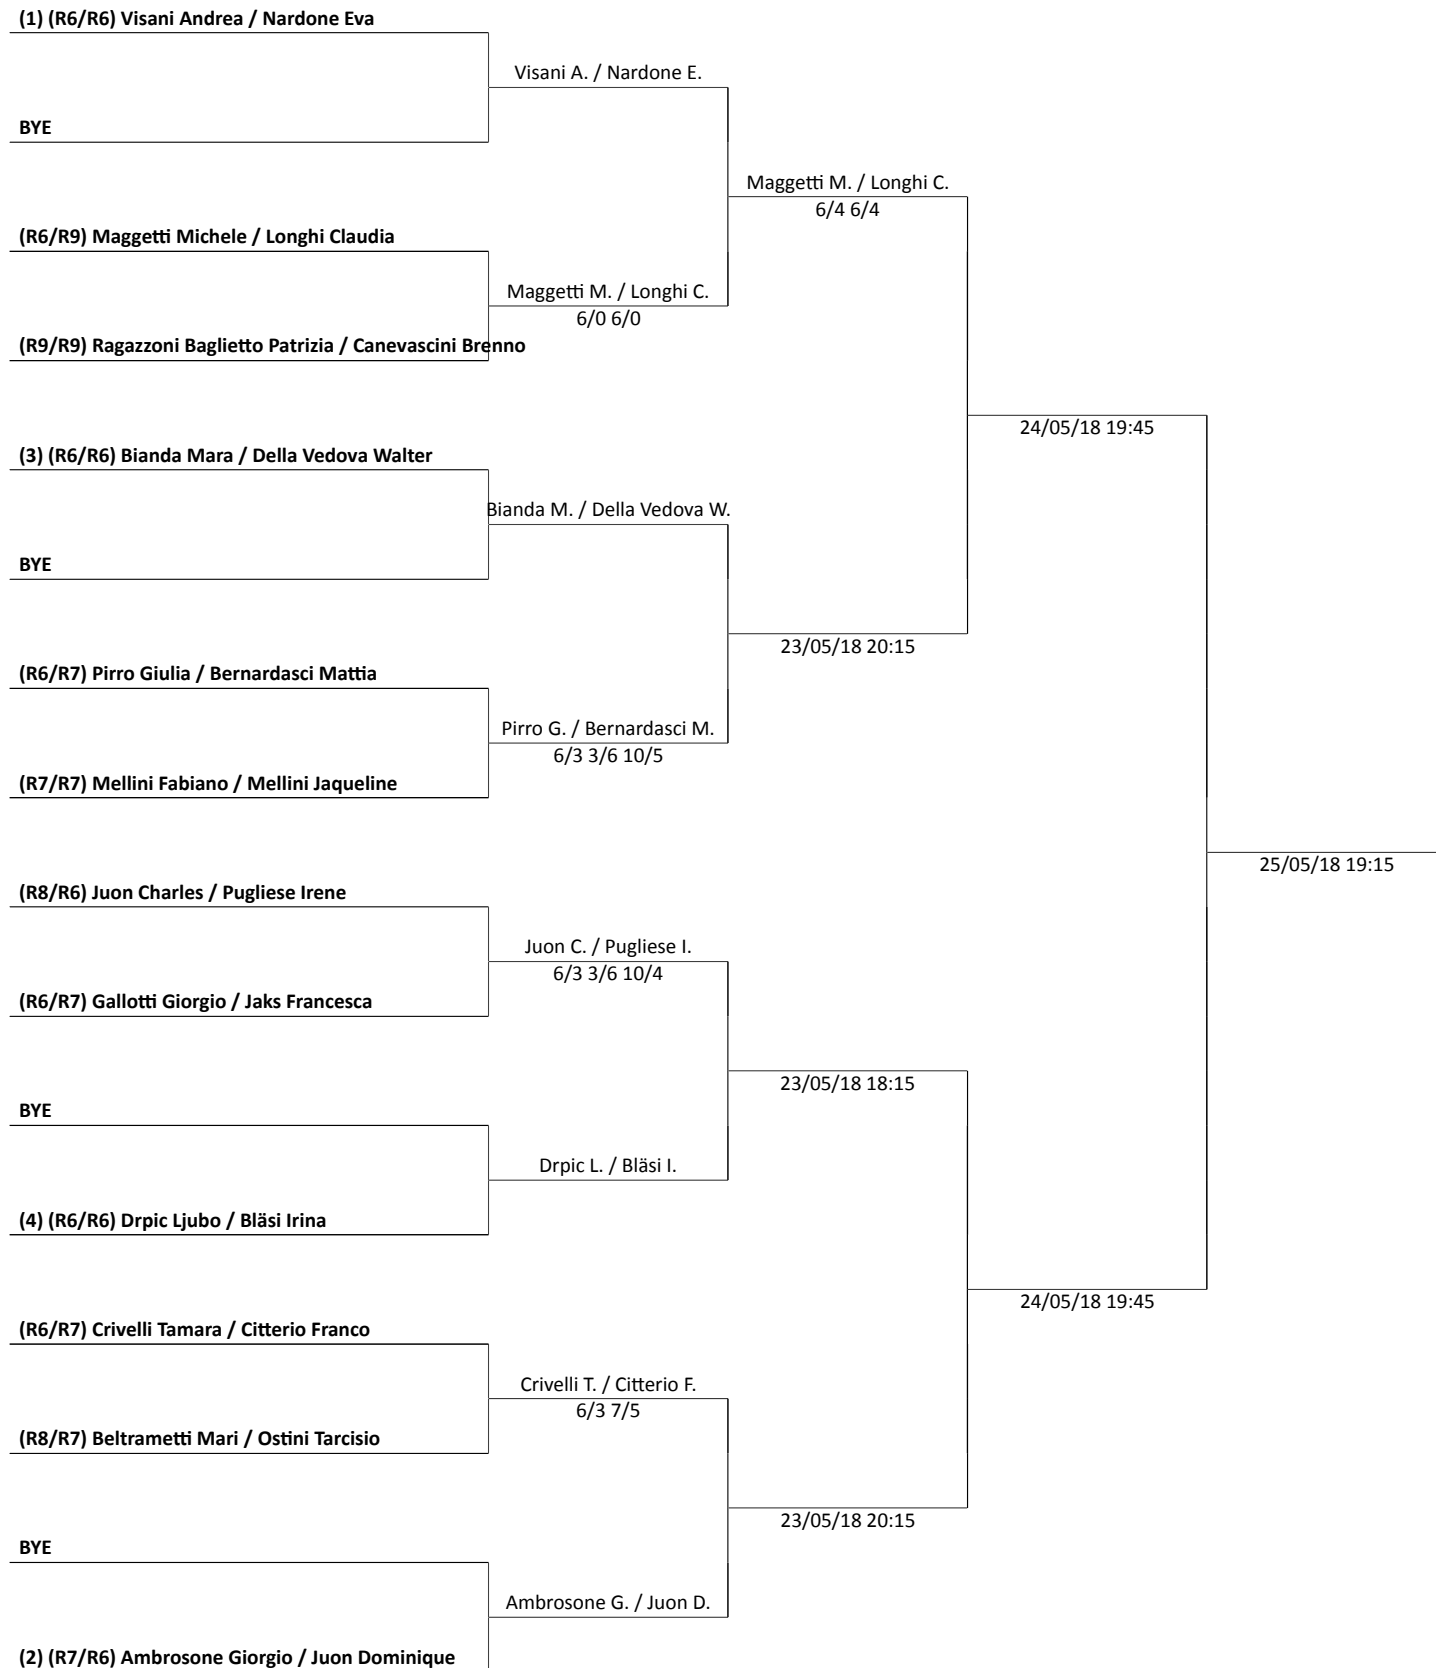 (1) (R6/R6) Visani Andrea / Nardone Eva
Visani A. / Nardone E.
BYE
Maggetti M. / Longhi C.
6/4 6/4
(R6/R9) Maggetti Michele / Longhi Claudia
Maggetti M. / Longhi C.
6/0 6/0
(R9/R9) Ragazzoni Baglietto Patrizia / Canevascini Brenno
24/05/18 19:45
(3) (R6/R6) Bianda Mara / Della Vedova Walter
Bianda M. / Della Vedova W.
BYE
23/05/18 20:15
(R6/R7) Pirro Giulia / Bernardasci Mattia
Pirro G. / Bernardasci M.
6/3 3/6 10/5
(R7/R7) Mellini Fabiano / Mellini Jaqueline
25/05/18 19:15
(R8/R6) Juon Charles / Pugliese Irene
Juon C. / Pugliese I.
6/3 3/6 10/4
(R6/R7) Gallotti Giorgio / Jaks Francesca
23/05/18 18:15
BYE
Drpic L. / Bläsi I.
(4) (R6/R6) Drpic Ljubo / Bläsi Irina
24/05/18 19:45
(R6/R7) Crivelli Tamara / Citterio Franco
Crivelli T. / Citterio F.
6/3 7/5
(R8/R7) Beltrametti Mari / Ostini Tarcisio
23/05/18 20:15
BYE
Ambrosone G. / Juon D.
(2) (R7/R6) Ambrosone Giorgio / Juon Dominique